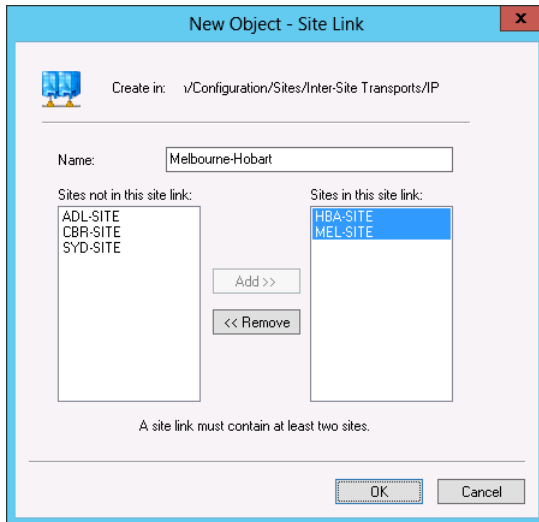 New Object - Site Link
x
Create in: ı/Configuration/Sites/Inter-Site Transports/IP
Name: Melbourne-Hobart
Sites not in this site link:
ADL-SITE
CBR-SITE
SYD-SITE
Add >>
<< Remove
Sites in this site link:
HBA-SITE
MEL-SITE
A site link must contain at least two sites.
OK
Cancel